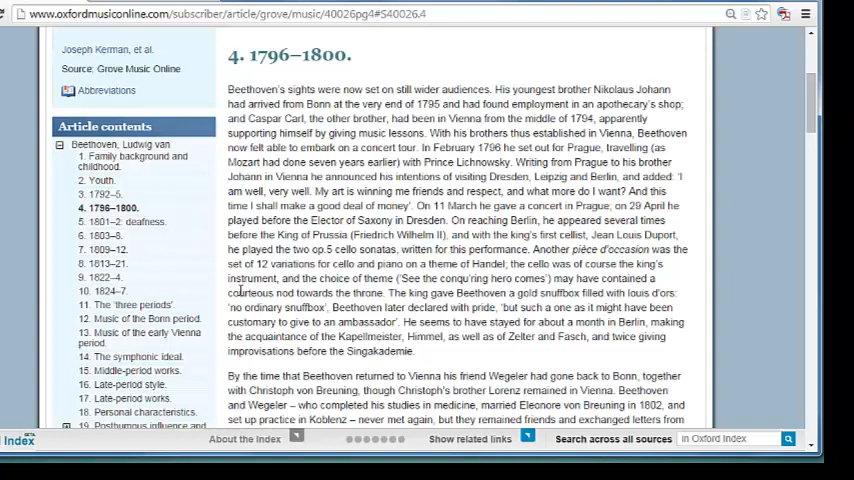 www.oxfordmusiconline.com/subscriber/article/grove/music/40026pg4#S40026.4
Joseph Kerman, et al.
Source: Grove Music Online
Abbreviations
Article contents
Beethoven, Ludwig van
1. Family background and
childhood.
2. Youth.
3. 1792–5.
4. 1796–1800.
5. 1801–2: deafness.
6. 1803–8.
7. 1809–12.
8. 1813–21.
9. 1822–4.
10. 1824–7.
11. The 'three periods'.
12. Music of the Bonn period.
13. Music of the early Vienna
period.
14. The symphonic ideal.
15. Middle-period works.
16. Late-period style.
17. Late-period works.
18. Personal characteristics.
19. Posthumous influence and
4. 1796–1800.
Beethoven's sights were now set on still wider audiences. His youngest brother Nikolaus Johann
had arrived from Bonn at the very end of 1795 and had found employment in an apothecary's shop;
and Caspar Carl, the other brother, had been in Vienna from the middle of 1794, apparently
supporting himself by giving music lessons. With his brothers thus established in Vienna, Beethoven
now felt able to embark on a concert tour. In February 1796 he set out for Prague, travelling (as
Mozart had done seven years earlier) with Prince Lichnowsky. Writing from Prague to his brother
Johann in Vienna he announced his intentions of visiting Dresden, Leipzig and Berlin, and added: 'I
am well, very well. My art is winning me friends and respect, and what more do I want? And this
time I shall make a good deal of money'. On 11 March he gave a concert in Prague; on 29 April he
played before the Elector of Saxony in Dresden. On reaching Berlin, he appeared several times
before the King of Prussia (Friedrich Wilhelm II), and with the king's first cellist, Jean Louis Duport,
he played the two op.5 cello sonatas, written for this performance. Another pièce d'occasion was the
set of 12 variations for cello and piano on a theme of Handel; the cello was of course the king's
instrument, and the choice of theme ('See the conqu'ring hero comes') may have contained a
courteous nod towards the throne. The king gave Beethoven a gold snuffbox filled with louis d'ors:
'no ordinary snuffbox', Beethoven later declared with pride, 'but such a one as it might have been
customary to give to an ambassador'. He seems to have stayed for about a month in Berlin, making
the acquaintance of the Kapellmeister, Himmel, as well as of Zelter and Fasch, and twice giving
improvisations before the Singakademie.
By the time that Beethoven returned to Vienna his friend Wegeler had gone back to Bonn, together
with Christoph von Breuning, though Christoph's brother Lorenz remained in Vienna. Beethoven
and Wegeler – who completed his studies in medicine, married Eleonore von Breuning in 1802, and
set up practice in Koblenz – never met again, but they remained friends and exchanged letters from
d Index BETA
About the Index
Show related links
Search across all sources
in Oxford Index